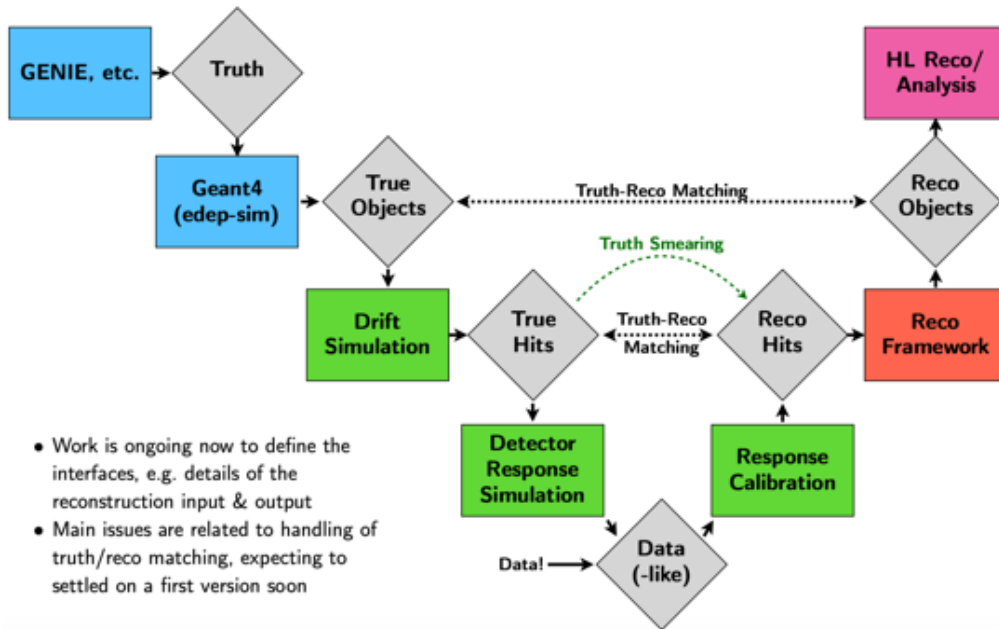 GENIE, etc.
Truth
HL Reco/
Analysis
Geant4
(edep-sim)
True
Objects
Truth-Reco Matching
Reco
Objects
Truth Smearing
Drift
Simulation
True
Hits
Truth-Reco
Matching
Reco
Hits
Reco
Framework
• Work is ongoing now to define the
interfaces, e.g. details of the
reconstruction input & output
• Main issues are related to handling of
truth/reco matching, expecting to
settled on a first version soon
Detector
Response
Simulation
Response
Calibration
Data!
Data
(-like)